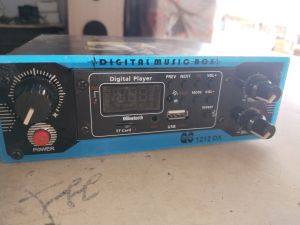 DIGITAL MUSIC BOX
Digital Player
PREV NEXT VOL+
MODE VOL-
REPEAT
Bluetooth
TF-Card
USB
POWER
1212 DX